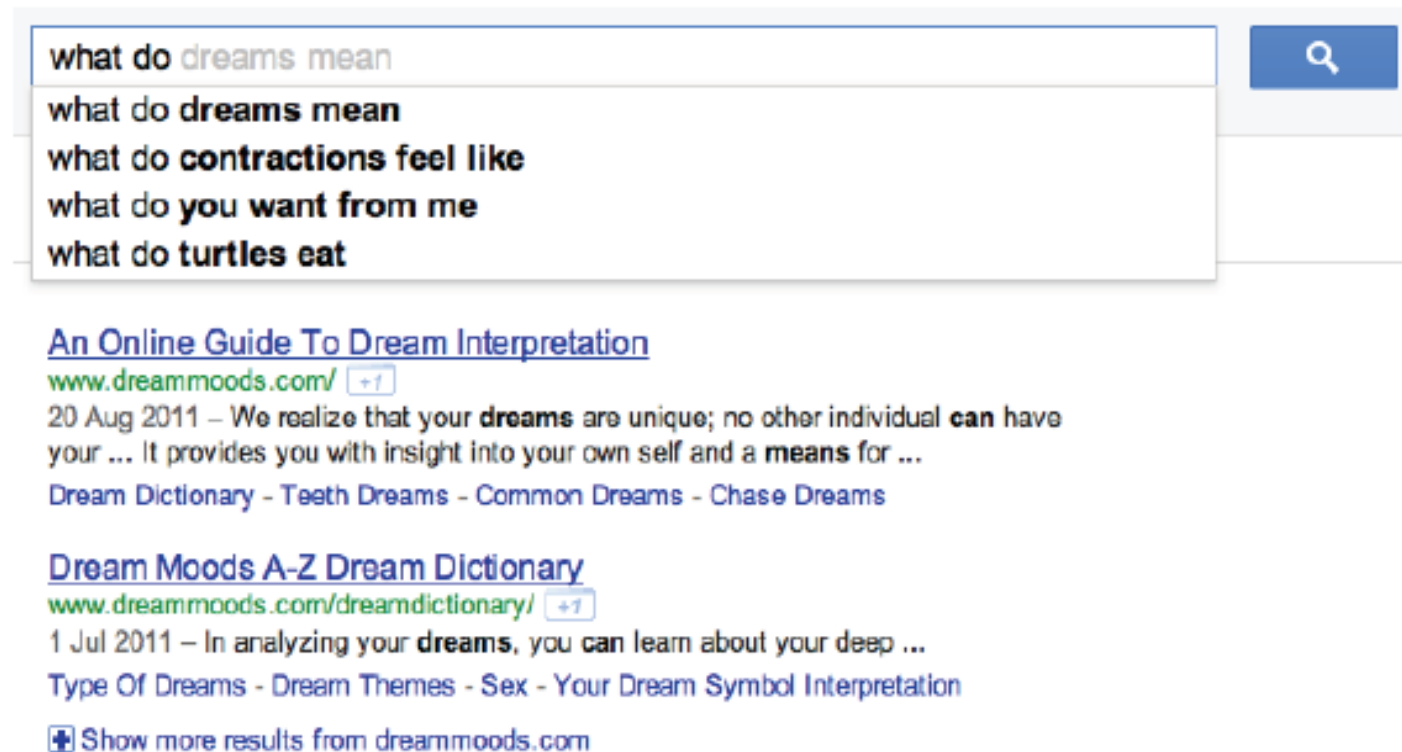 what do dreams mean
what do dreams mean
what do contractions feel like
what do you want from me
what do turtles eat
An Online Guide To Dream Interpretation
www.dreammoods.com/ +1
20 Aug 2011 – We realize that your dreams are unique; no other individual can have
your ... It provides you with insight into your own self and a means for ...
Dream Dictionary - Teeth Dreams - Common Dreams - Chase Dreams
Dream Moods A-Z Dream Dictionary
www.dreammoods.com/dreamdictionary/ +1
1 Jul 2011 – In analyzing your dreams, you can learn about your deep ...
Type Of Dreams - Dream Themes - Sex - Your Dream Symbol Interpretation
Show more results from dreammoods.com